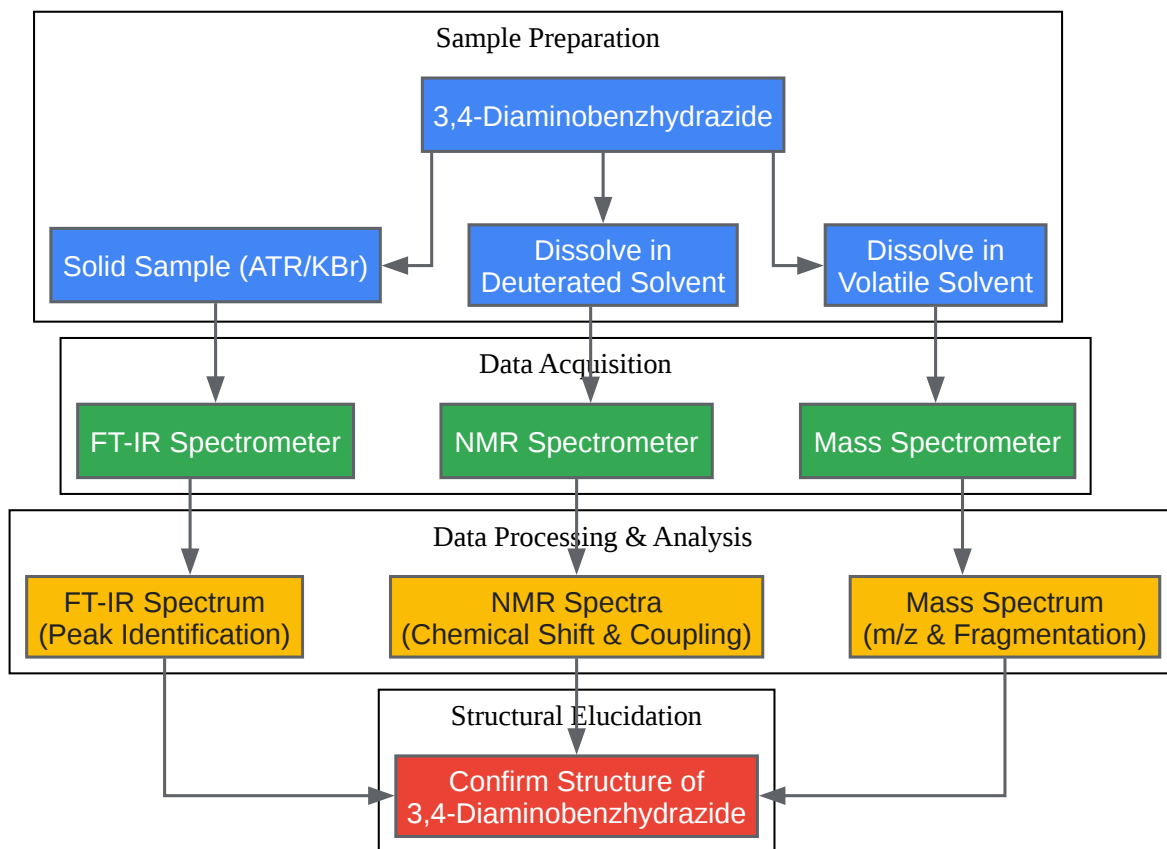 Sample Preparation
3,4-Diaminobenzhydrazide
Solid Sample (ATR/KBr)
Dissolve in
Deuterated Solvent
Dissolve in
Volatile Solvent
Data Acquisition
FT-IR Spectrometer
NMR Spectrometer
Mass Spectrometer
Data Processing & Analysis
FT-IR Spectrum
(Peak Identification)
NMR Spectra
(Chemical Shift & Coupling)
Mass Spectrum
(m/z & Fragmentation)
Structural Elucidation
Confirm Structure of
3,4-Diaminobenzhydrazide